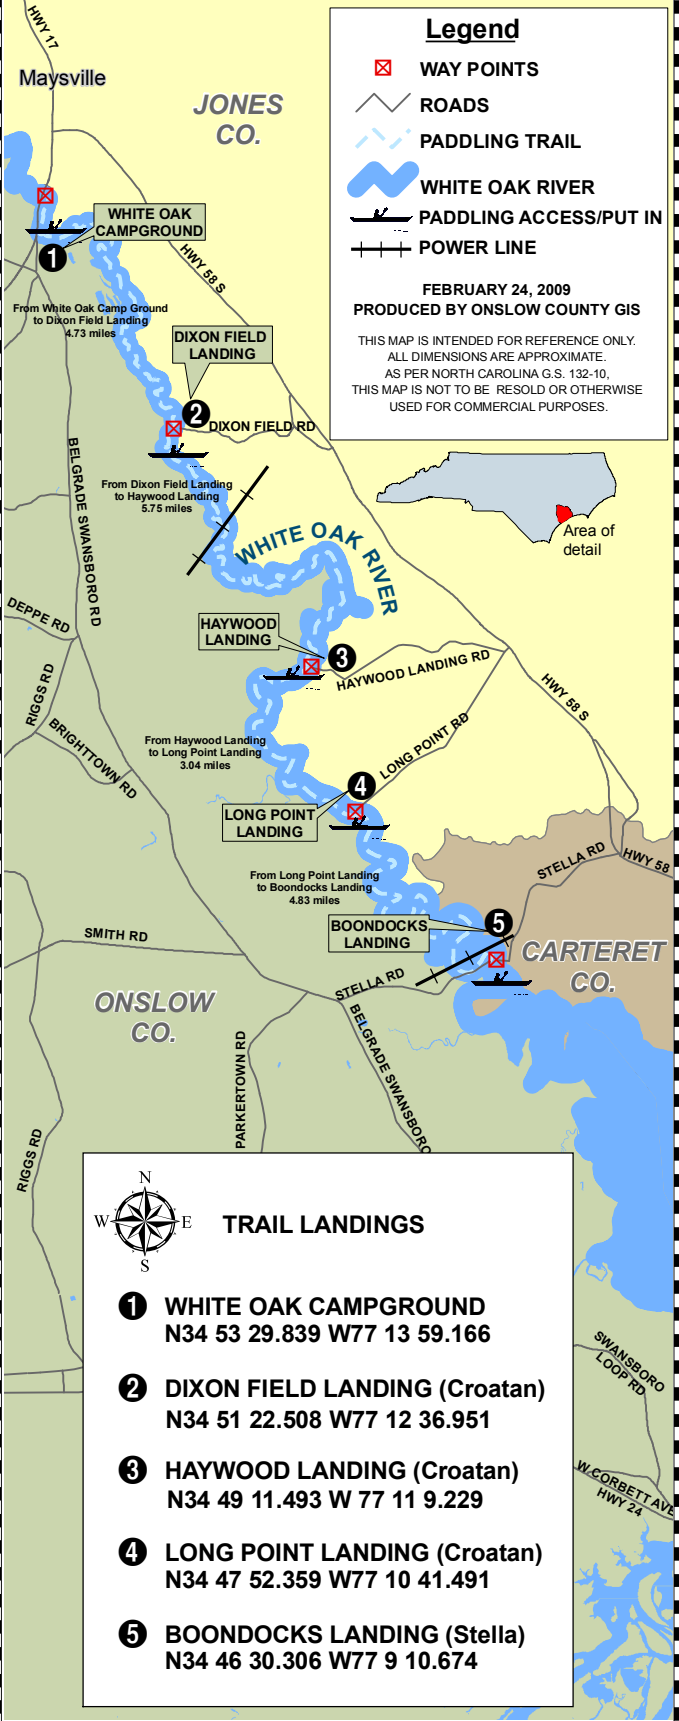 HWY 17
Maysville
JONES
CO.
Legend
WAY POINTS
ROADS
PADDLING TRAIL
WHITE OAK RIVER
PADDLING ACCESS/PUT IN
POWER LINE
FEBRUARY 24, 2009
PRODUCED BY ONSLOW COUNTY GIS
THIS MAP IS INTENDED FOR REFERENCE ONLY.
ALL DIMENSIONS ARE APPROXIMATE.
AS PER NORTH CAROLINA G.S. 132-10,
THIS MAP IS NOT TO BE RESOLD OR OTHERWISE
USED FOR COMMERCIAL PURPOSES.
WHITE OAK
CAMPGROUND
1
HWY 58 S
From White Oak Camp Ground
to Dixon Field Landing
4.73 miles
DIXON FIELD
LANDING
2
DIXON FIELD RD
BELGRADE SWANSBORO RD
From Dixon Field Landing
to Haywood Landing
5.75 miles
WHITE OAK RIVER
Area of
detail
DEPPE RD
HAYWOOD
LANDING
3
HAYWOOD LANDING RD
RIGGS RD
BRIGHTTOWN RD
HWY 58 S
From Haywood Landing
to Long Point Landing
3.04 miles
LONG POINT RD
4
LONG POINT
LANDING
STELLA RD
HWY 58
From Long Point Landing
to Boondocks Landing
4.83 miles
BOONDOCKS
LANDING
5
SMITH RD
CARTERET
CO.
STELLA RD
ONSLOW
CO.
BELGRADE SWANSBORO
PARKERTOWN RD
RIGGS RD
N
W
E
S
TRAIL LANDINGS
1 WHITE OAK CAMPGROUND
N34 53 29.839 W77 13 59.166
2 DIXON FIELD LANDING (Croatan)
N34 51 22.508 W77 12 36.951
3 HAYWOOD LANDING (Croatan)
N34 49 11.493 W 77 11 9.229
4 LONG POINT LANDING (Croatan)
N34 47 52.359 W77 10 41.491
5 BOONDOCKS LANDING (Stella)
N34 46 30.306 W77 9 10.674
SWANSBORO
LOOP RD
W CORBETT AVE
HWY 24